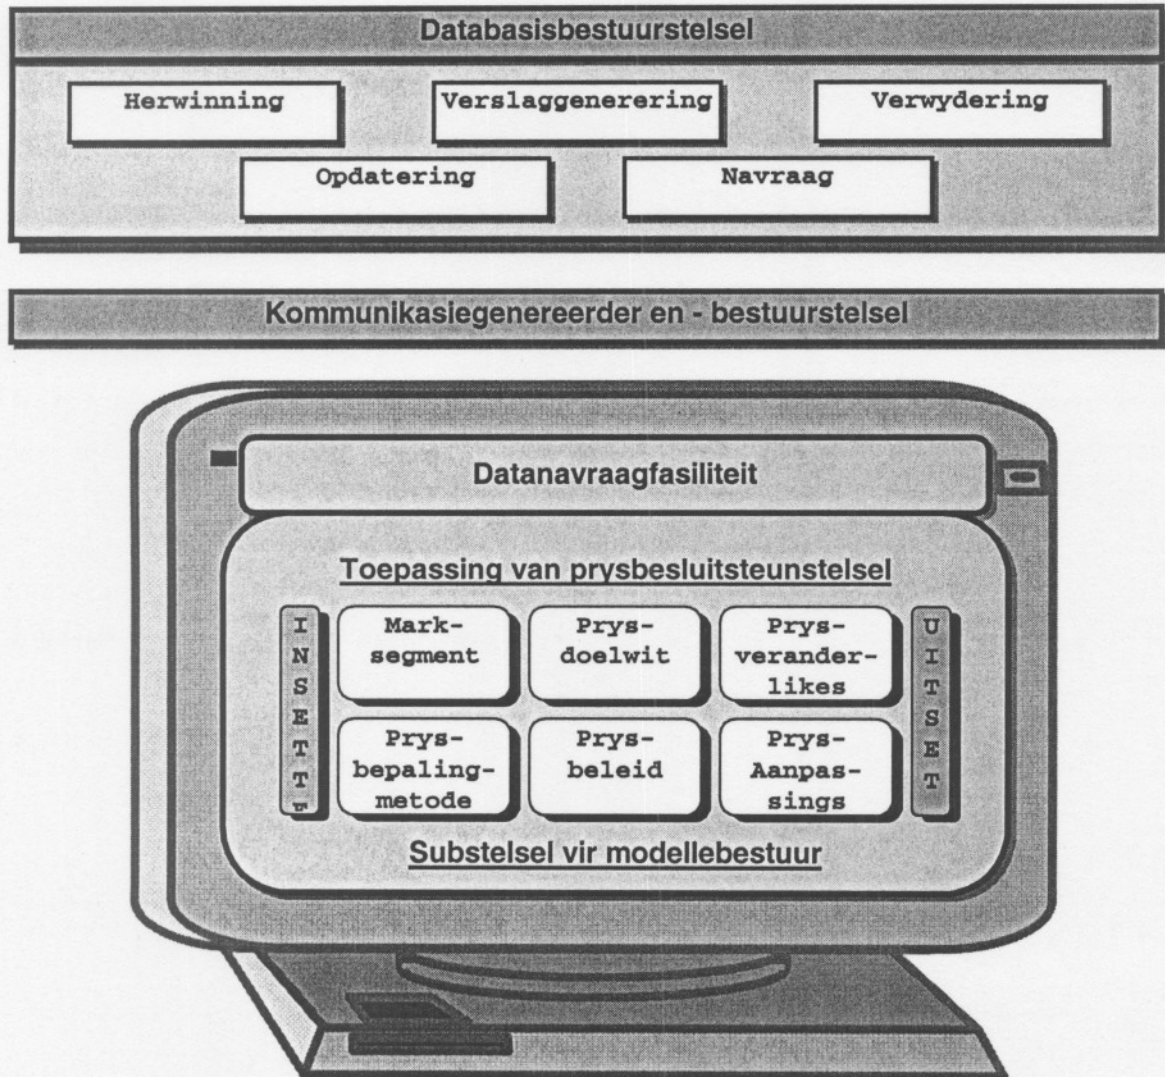 Databasisbestuurstelsel
Herwinning
Verslaggenerering
Verwydering
Opdatering
Navraag
Kommunikasiegenereerder en - bestuurstelsel
Datanavraagfasiliteit
Toepassing van prysbesluitsteunstelsel
INSETTE
Mark-
segment
Prys-
doelwit
Prys-
verander-
likes
UITSET
Prys-
bepaling-
metode
Prys-
beleid
Prys-
Aanpas-
sings
Substelsel vir modellebestuur